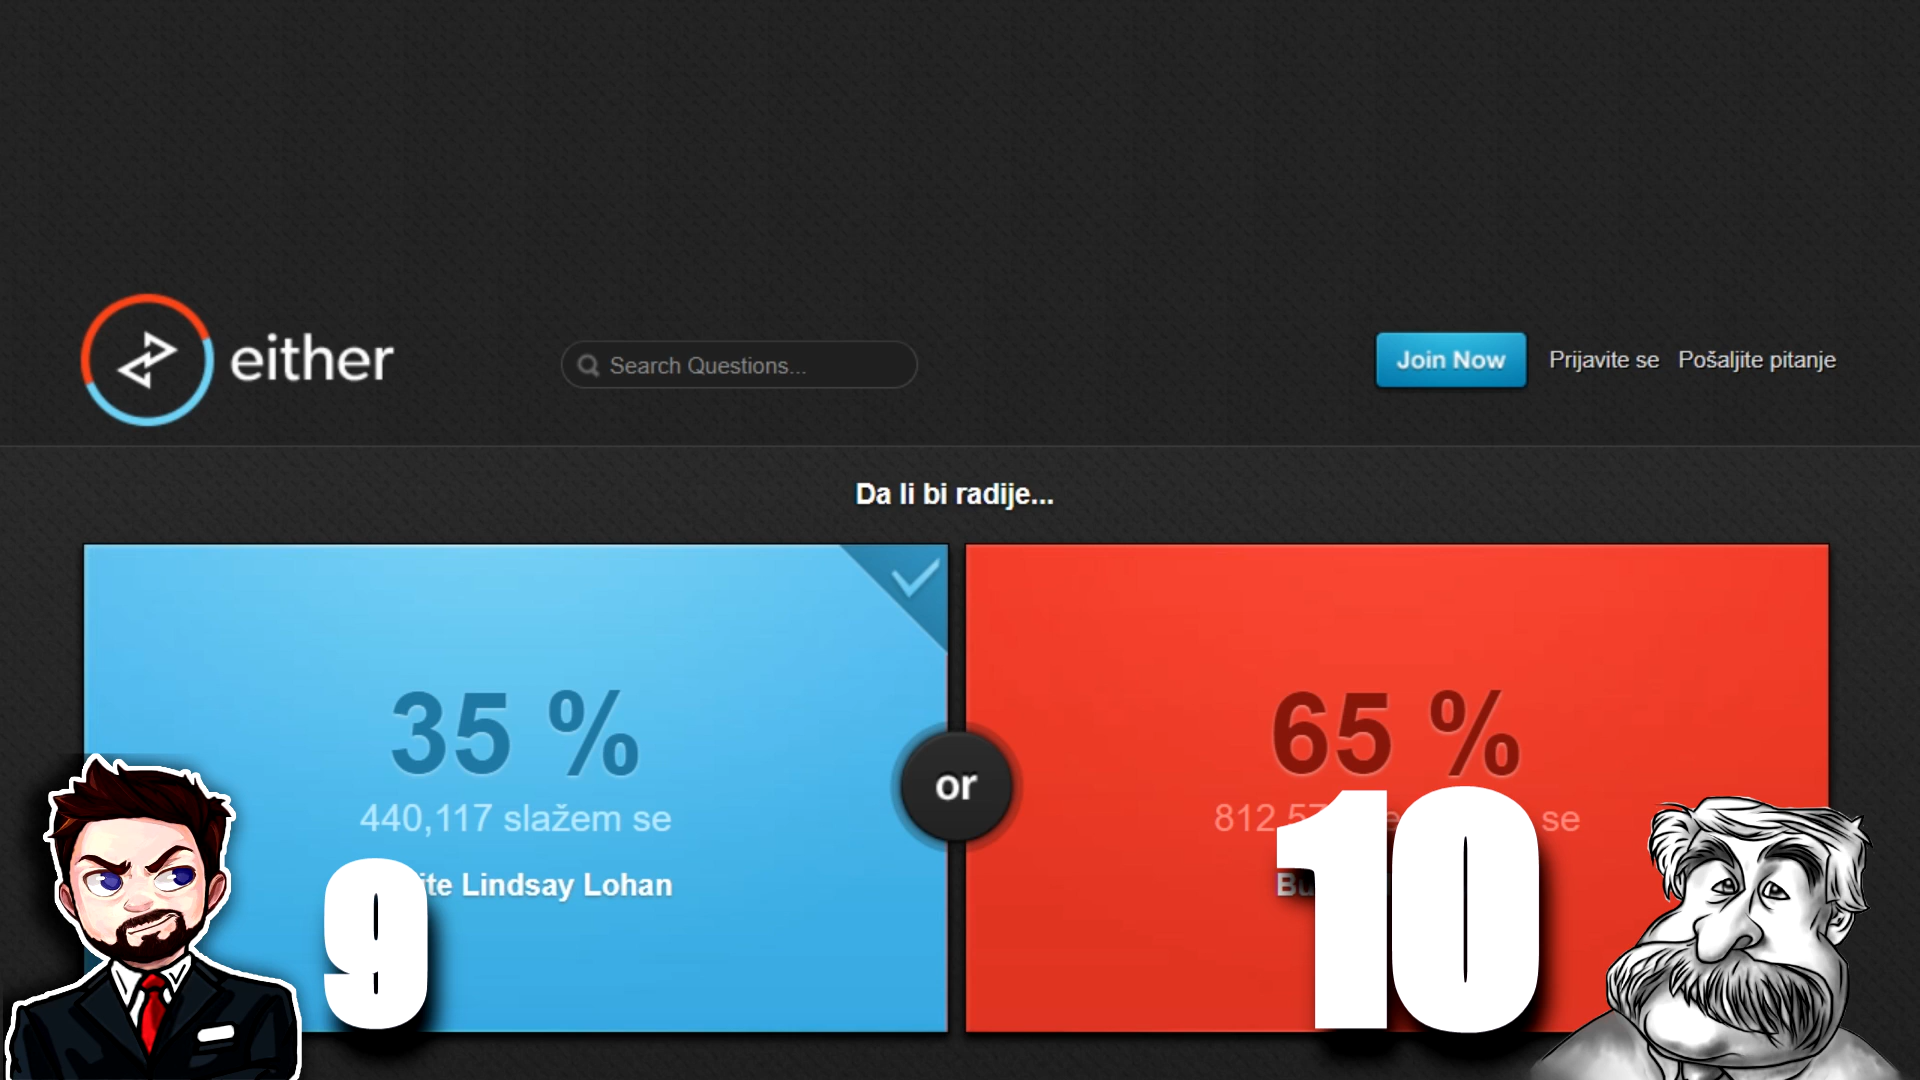 either
Search Questions...
Join Now
Prijavite se
Pošaljite pitanje
Da li bi radije...
35 %
440,117 slažem se
Lindsay Lohan
or
65 %
se
9
10